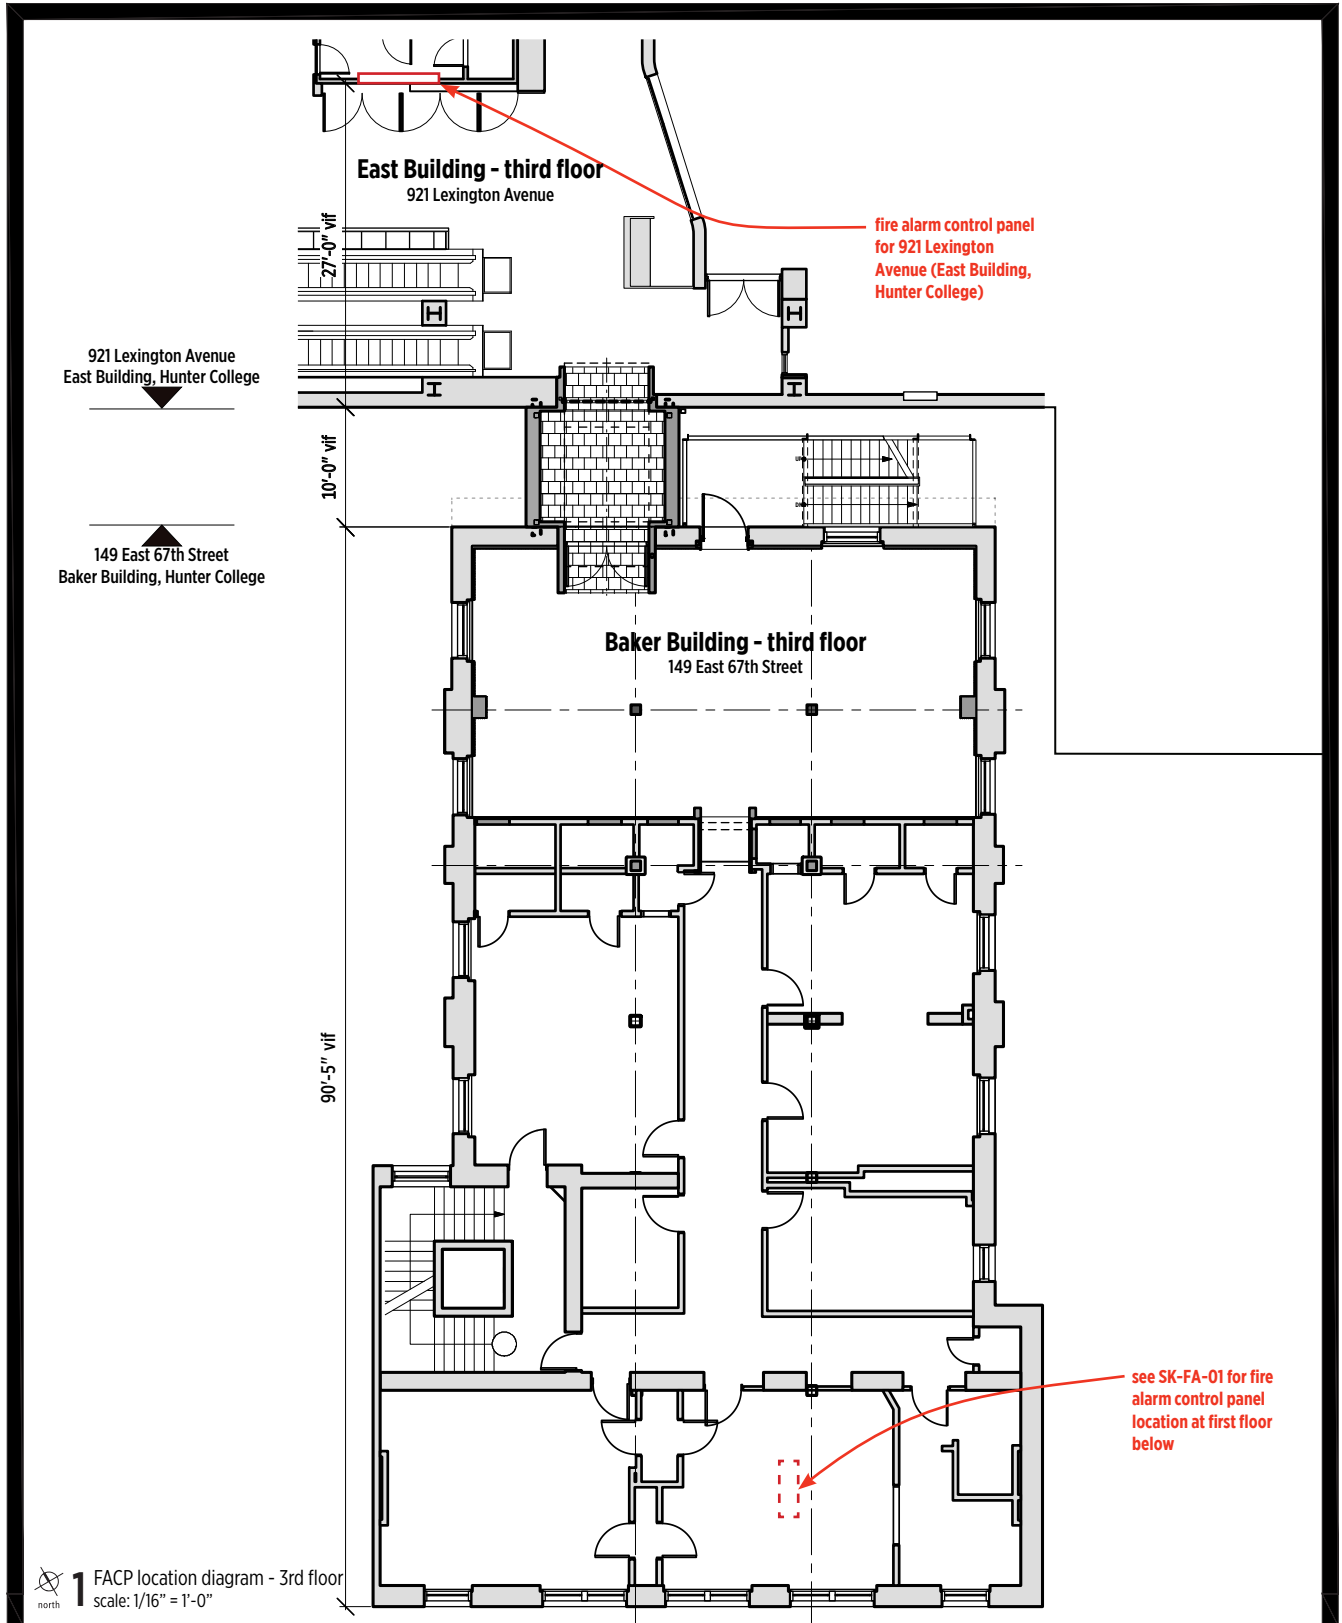 East Building - third floor
921 Lexington Avenue
27'-0" vif
fire alarm control panel
for 921 Lexington
Avenue (East Building,
Hunter College)
921 Lexington Avenue
East Building, Hunter College
10'-0" vif
149 East 67th Street
Baker Building, Hunter College
Baker Building - third floor
149 East 67th Street
90'-5" vif
see SK-FA-01 for fire
alarm control panel
location at first floor
below
north
1 FACP location diagram - 3rd floor
scale: 1/16" = 1'-0"